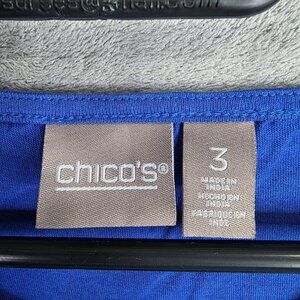 chico's®
3
MADE IN
INDIA
HECHO EN
INDIA
FABRIQUE EN
INDE